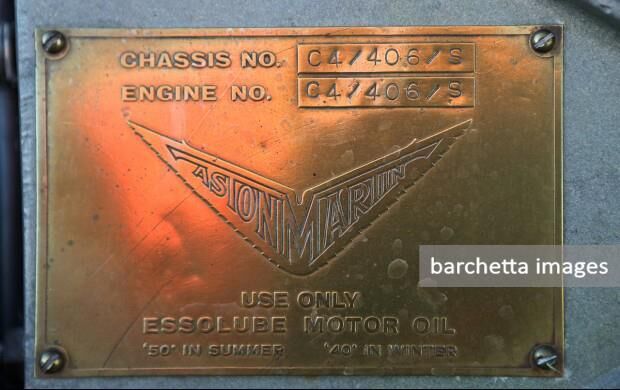 CHASSIS NO. C4/406/S
ENGINE NO. C4/406/S
ASTON MARTIN
USE ONLY
ESSOLUBE MOTOR OIL
'50' IN SUMMER '40' IN WINTER
barchetta images